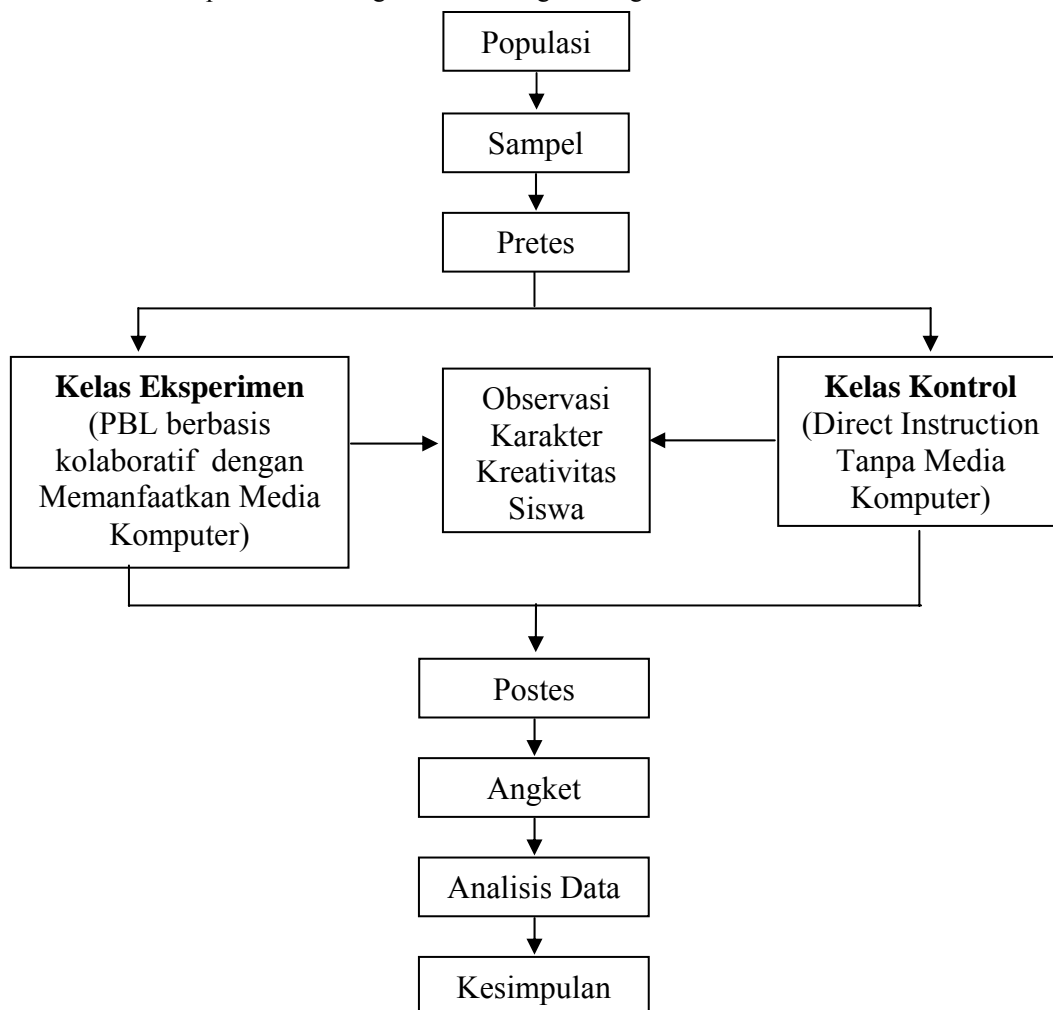 Populasi
Sampel
Pretes
Kelas Eksperimen
(PBL berbasis
kolaboratif dengan
Memanfaatkan Media
Komputer)
Observasi
Karakter
Kreativitas
Siswa
Kelas Kontrol
(Direct Instruction
Tanpa Media
Komputer)
Postes
Angket
Analisis Data
Kesimpulan